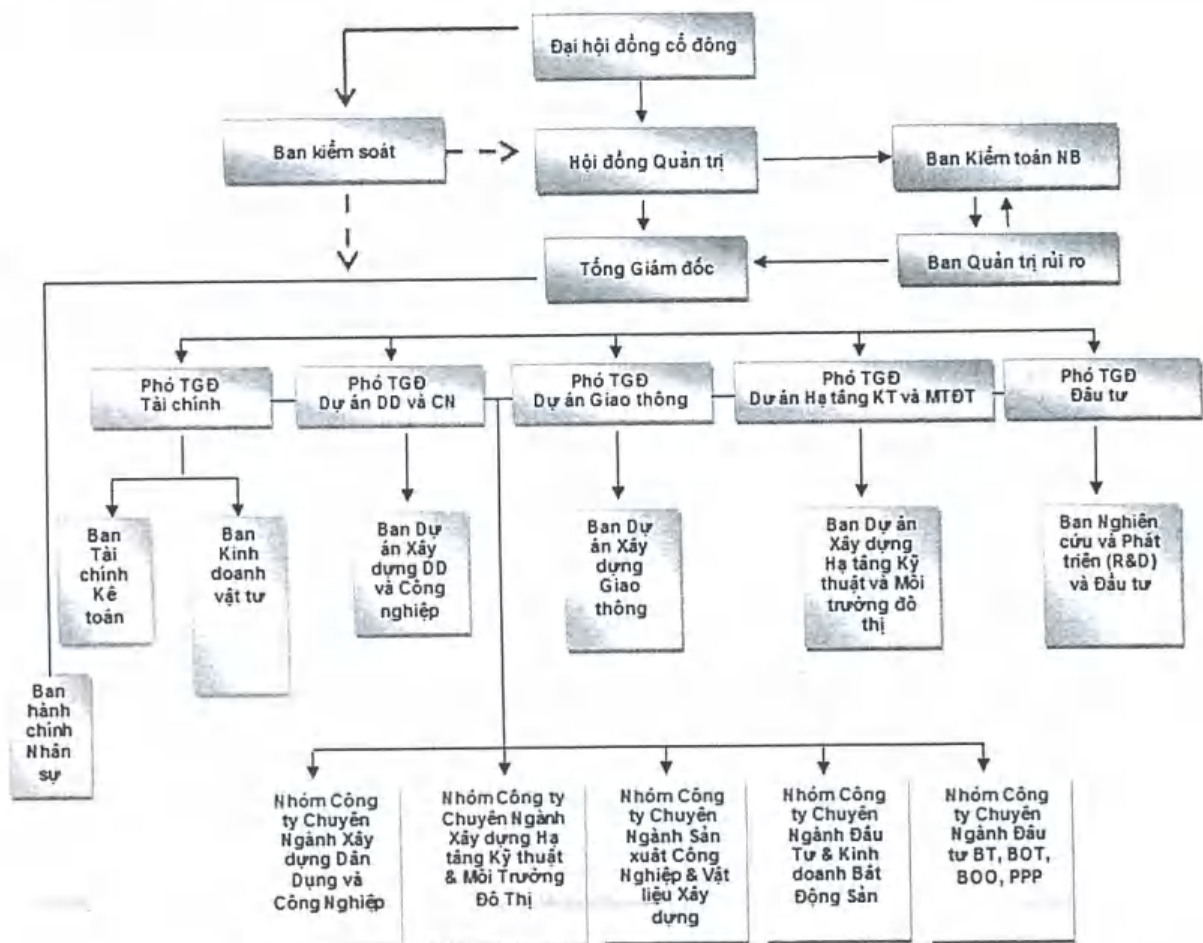 Đại hội đồng cổ đông
Ban kiểm soát
Hội đồng Quản trị
Ban Kiểm toán NB
Tổng Giám đốc
Ban Quản trị rủi ro
Phó TGĐ
Tài chính
Phó TGĐ
Dự án DD và CN
Phó TGĐ
Dự án Giao thông
Phó TGĐ
Dự án Hạ tầng KT và MTĐT
Phó TGĐ
Đầu tư
Ban
Tài
chính
Kế
toán
Ban
Kinh
doanh
vật tư
Ban Dự
án Xây
dựng DD
và Công
nghiệp
Ban Dự
án Xây
dựng
Giao
thông
Ban Dự án
Xây dựng
Hạ tầng Kỹ
thuật và Môi
trường đô
thị
Ban Nghiên
cứu và Phát
triển (R&D)
và Đầu tư
Ban
hành
chính
Nhân
sự
Nhóm Công
ty Chuyên
Ngành Xây
dựng Dân
Dụng và
Công Nghiệp
Nhóm Công ty
Chuyên Ngành
Xây dựng Hạ
tầng Kỹ thuật
& Môi Trường
Đô Thị
Nhóm Công
ty Chuyên
Ngành Sản
xuất Công
Nghiệp & Vật
liệu Xây
dựng
Nhóm Công
ty Chuyên
Ngành Đầu
Tư & Kinh
doanh Bất
Động Sản
Nhóm Công
ty Chuyên
Ngành Đầu
tư BT, BOT,
BOO, PPP